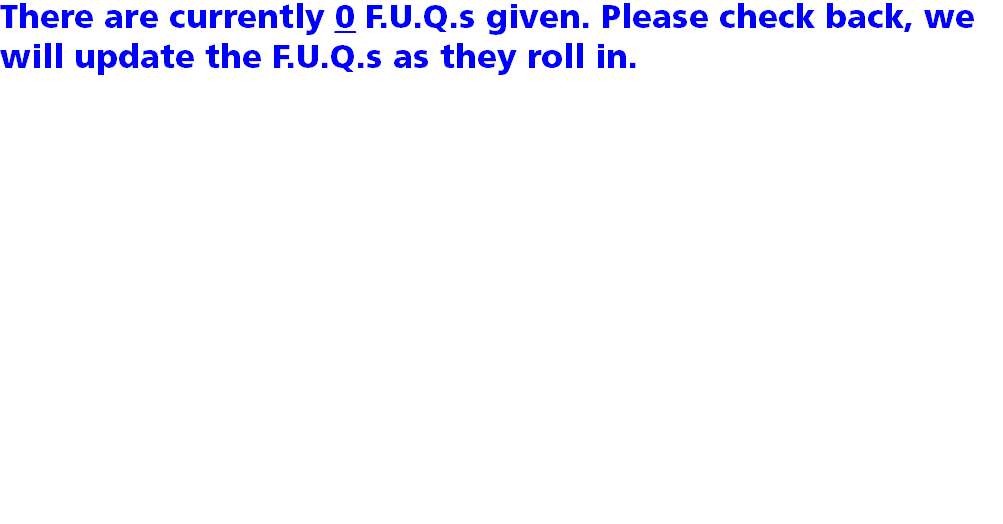 There are currently 0 F.U.Q.s given. Please check back, we
will update the F.U.Q.s as they roll in.